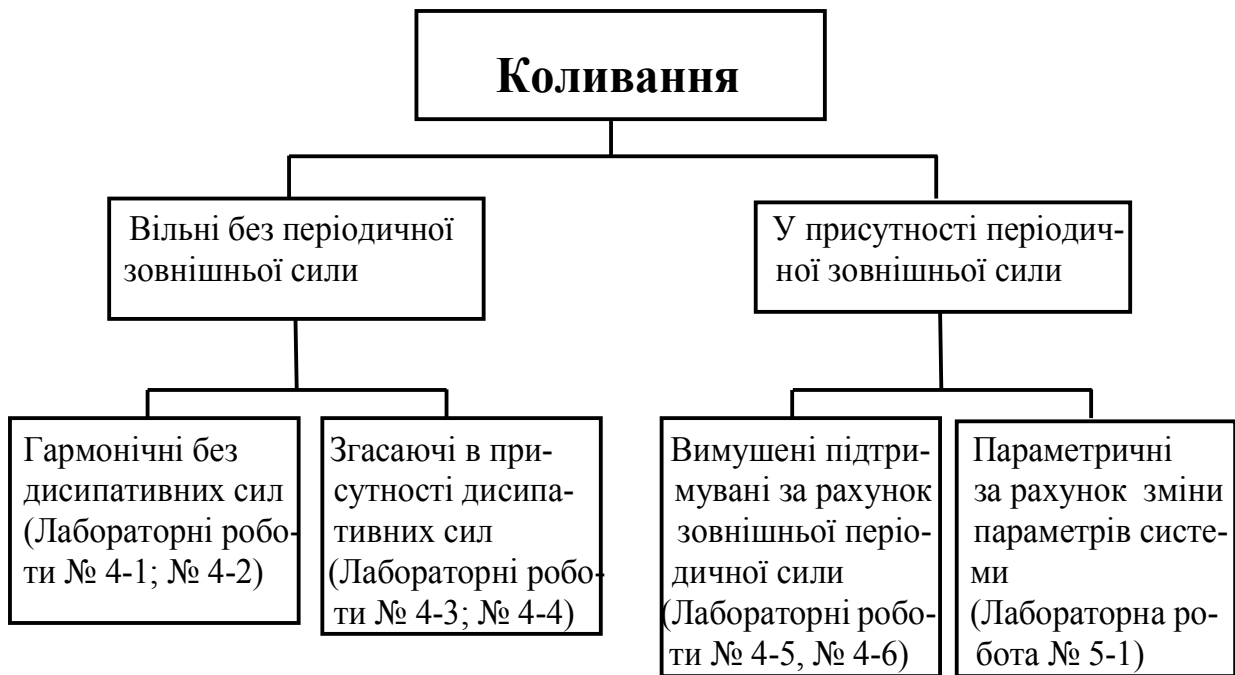 Коливання
Вільні без періодичної
зовнішньої сили
У присутності періодич-
ної зовнішньої сили
Гармонічні без
дисипативних сил
(Лабораторні робо-
ти № 4-1; № 4-2)
Згасаючі в при-
сутності дисипа-
тивних сил
(Лабораторні робо-
ти № 4-3; № 4-4)
Вимушені підтри-
мувані за рахунок
зовнішньої періо-
дичної сили
(Лабораторні робо-
ти № 4-5, № 4-6)
Параметричні
за рахунок зміни
параметрів систе-
ми
(Лабораторна ро-
бота № 5-1)